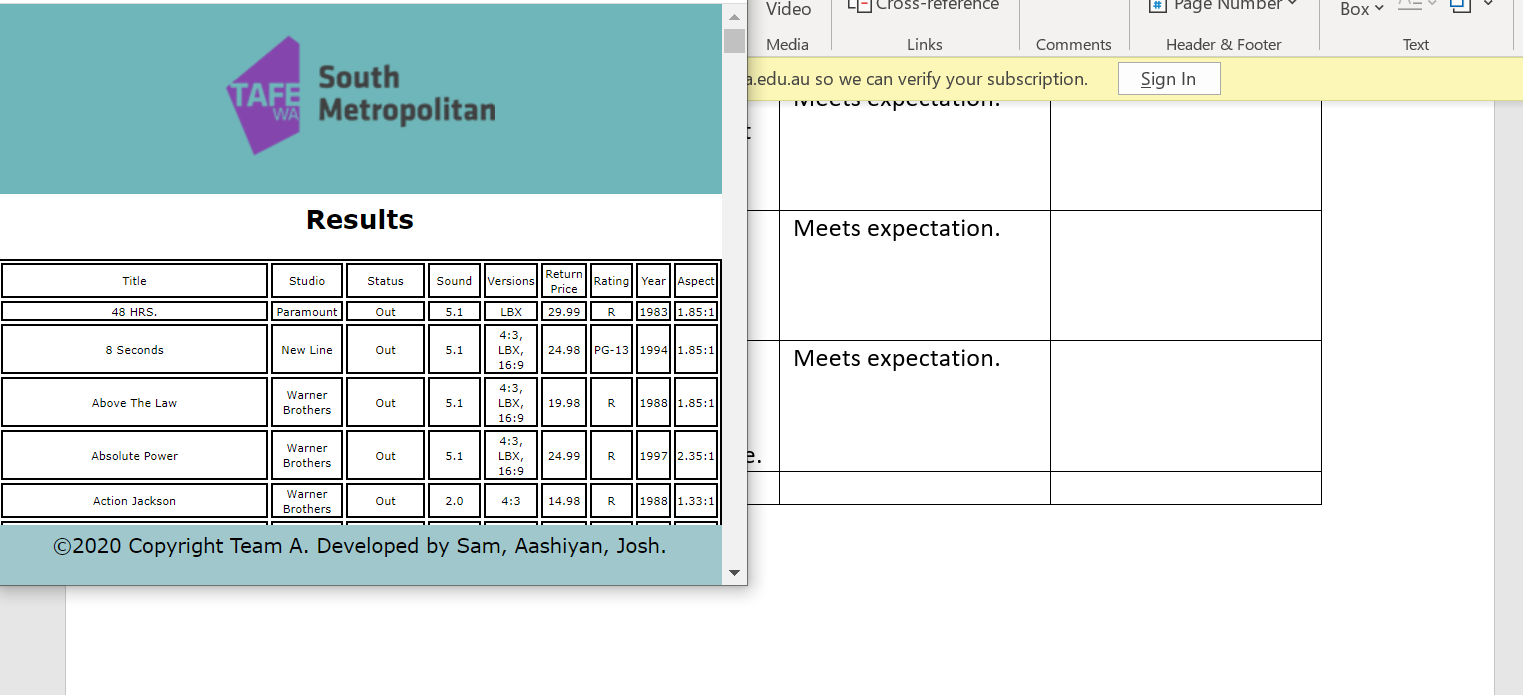 TAFE
WA
South
Metropolitan
Results
Title Studio Status Sound Versions Return Price Rating Year Aspect
48 HRS. Paramount Out 5.1 LBX 29.99 R 1983 1.85:1
8 Seconds New Line Out 5.1 4:3, LBX, 16:9 24.98 PG-13 1994 1.85:1
Above The Law Warner Brothers Out 5.1 4:3, LBX, 16:9 19.98 R 1988 1.85:1
Absolute Power Warner Brothers Out 5.1 4:3, LBX, 16:9 24.99 R 1997 2.35:1
Action Jackson Warner Brothers Out 2.0 4:3 14.98 R 1988 1.33:1
©2020 Copyright Team A. Developed by Sam, Aashiyan, Josh.
Video Cross-reference Page Number Box
Media Links Comments Header & Footer Text
a.edu.au so we can verify your subscription. Sign In
Meets expectation.
t
Meets expectation.
Meets expectation.
e.